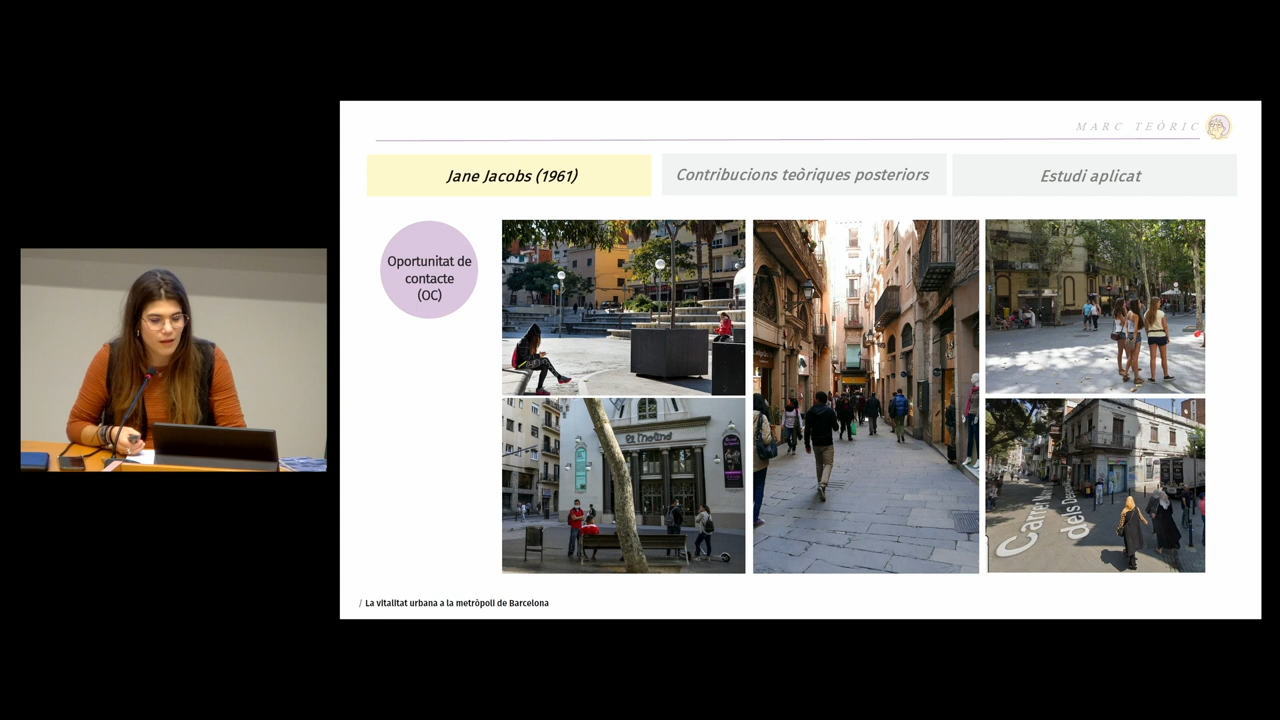 MARC TEÒRIC
Jane Jacobs (1961)
Contribucions teòriques posteriors
Estudi aplicat
Oportunitat de
contacte
(OC)
el Molino
Carrer
dels
/ La vitalitat urbana a la metròpoli de Barcelona